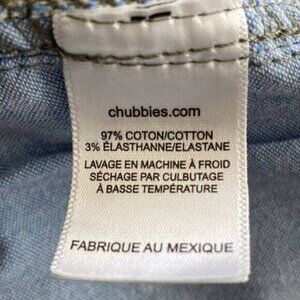 chubbies.com
97% COTON/COTTON
3% ÉLASTHANNE/ELASTANE
LAVAGE EN MACHINE À FROID
SÉCHAGE PAR CULBUTAGE
À BASSE TEMPÉRATURE
FABRIQUE AU MEXIQUE